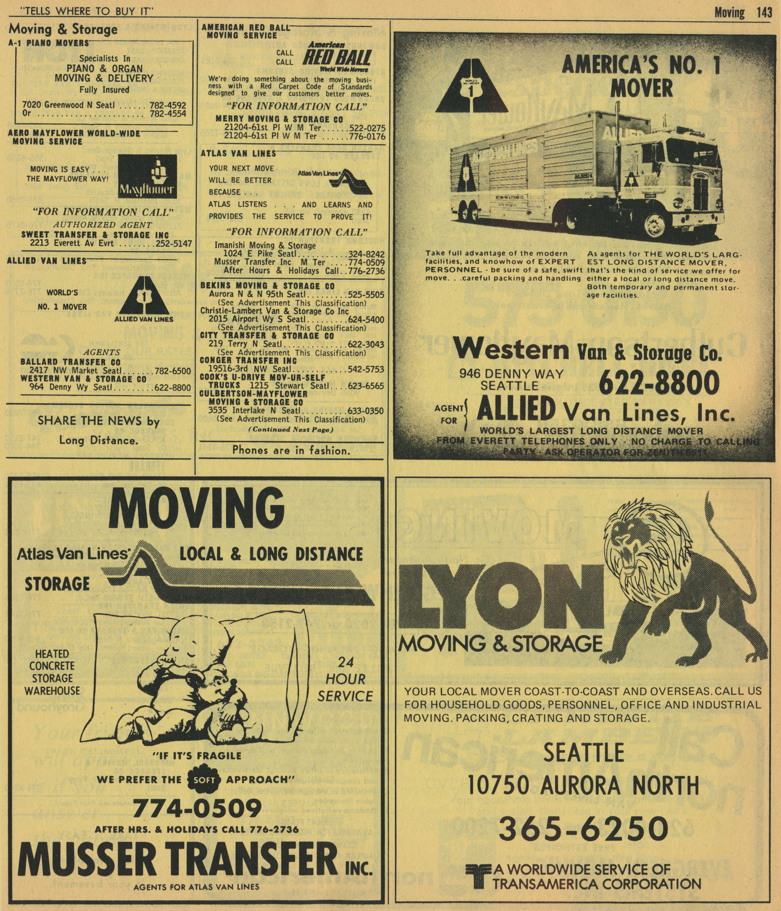 "TELLS WHERE TO BUY IT"
Moving 143
Moving & Storage
A-1 PIANO MOVERS
Specialists In
PIANO & ORGAN
MOVING & DELIVERY
Fully Insured
7020 Greenwood N Seatl ..... 782-4592
Or ..... 782-4554
AERO MAYFLOWER WORLD-WIDE
MOVING SERVICE
MOVING IS EASY . . .
THE MAYFLOWER WAY!
Mayflower
"FOR INFORMATION CALL"
AUTHORIZED AGENT
SWEET TRANSFER & STORAGE INC
2213 Everett Av Evrt ..... 252-5147
ALLIED VAN LINES
WORLD'S
NO. 1 MOVER
1
ALLIED VAN LINES
AGENTS
BALLARD TRANSFER CO
2417 NW Market Seatl ..... 782-6500
WESTERN VAN & STORAGE CO
964 Denny Wy Seatl ..... 622-8800
SHARE THE NEWS by
Long Distance.
AMERICAN RED BALL
MOVING SERVICE
CALL
CALL
American
RED BALL
World Wide Movers
We're doing something about the moving busi-
ness with a Red Carpet Code of Standards
designed to give our customers better moves.
"FOR INFORMATION CALL"
MERRY MOVING & STORAGE CO
21204-61st Pl W M Ter ..... 522-0275
21204-61st Pl W M Ter ..... 776-0176
ATLAS VAN LINES
YOUR NEXT MOVE
WILL BE BETTER
BECAUSE . . .
Atlas Van Lines
ATLAS LISTENS . . . AND LEARNS AND
PROVIDES THE SERVICE TO PROVE IT!
"FOR INFORMATION CALL"
Imanishi Moving & Storage
1024 E Pike Seatl ..... 324-8242
Musser Transfer Inc M Ter ... 774-0509
After Hours & Holidays Call.. 776-2736
BEKINS MOVING & STORAGE CO
Aurora N & N 95th Seatl ..... 525-5505
(See Advertisement This Classification)
Christie-Lambert Van & Storage Co Inc
2015 Airport Wy S Seatl ..... 624-5400
(See Advertisement This Classification)
CITY TRANSFER & STORAGE CO
219 Terry N Seatl ..... 622-3043
(See Advertisement This Classification)
CONGER TRANSFER INC
19516-3rd NW Seatl ..... 542-5753
COOK'S U-DRIVE MOV-UR-SELF
TRUCKS 1215 Stewart Seatl ... 623-6565
CULBERTSON-MAYFLOWER
MOVING & STORAGE CO
3535 Interlake N Seatl ..... 633-0350
(See Advertisement This Classification)
(Continued Next Page)
Phones are in fashion.
1
AMERICA'S NO. 1
MOVER
Take full advantage of the modern
facilities, and knowhow of EXPERT
PERSONNEL - be sure of a safe, swift
move. . .careful packing and handling
As agents for THE WORLD'S LARG-
EST LONG DISTANCE MOVER,
that's the kind of service we offer for
either a local or long distance move.
Both temporary and permanent stor-
age facilities.
Western Van & Storage Co.
946 DENNY WAY
SEATTLE
622-8800
AGENT
FOR
ALLIED Van Lines, Inc.
WORLD'S LARGEST LONG DISTANCE MOVER
FROM EVERETT TELEPHONES ONLY - NO CHARGE TO CALLING
PARTY - ASK OPERATOR FOR ZENITH
MOVING
Atlas Van Lines'
LOCAL & LONG DISTANCE
STORAGE
HEATED
CONCRETE
STORAGE
WAREHOUSE
24
HOUR
SERVICE
"IF IT'S FRAGILE
WE PREFER THE SOFT APPROACH"
774-0509
AFTER HRS. & HOLIDAYS CALL 776-2736
MUSSER TRANSFER INC.
AGENTS FOR ATLAS VAN LINES
LYON
MOVING & STORAGE
YOUR LOCAL MOVER COAST-TO-COAST AND OVERSEAS. CALL US
FOR HOUSEHOLD GOODS, PERSONNEL, OFFICE AND INDUSTRIAL
MOVING. PACKING, CRATING AND STORAGE.
SEATTLE
10750 AURORA NORTH
365-6250
A WORLDWIDE SERVICE OF
TRANSAMERICA CORPORATION